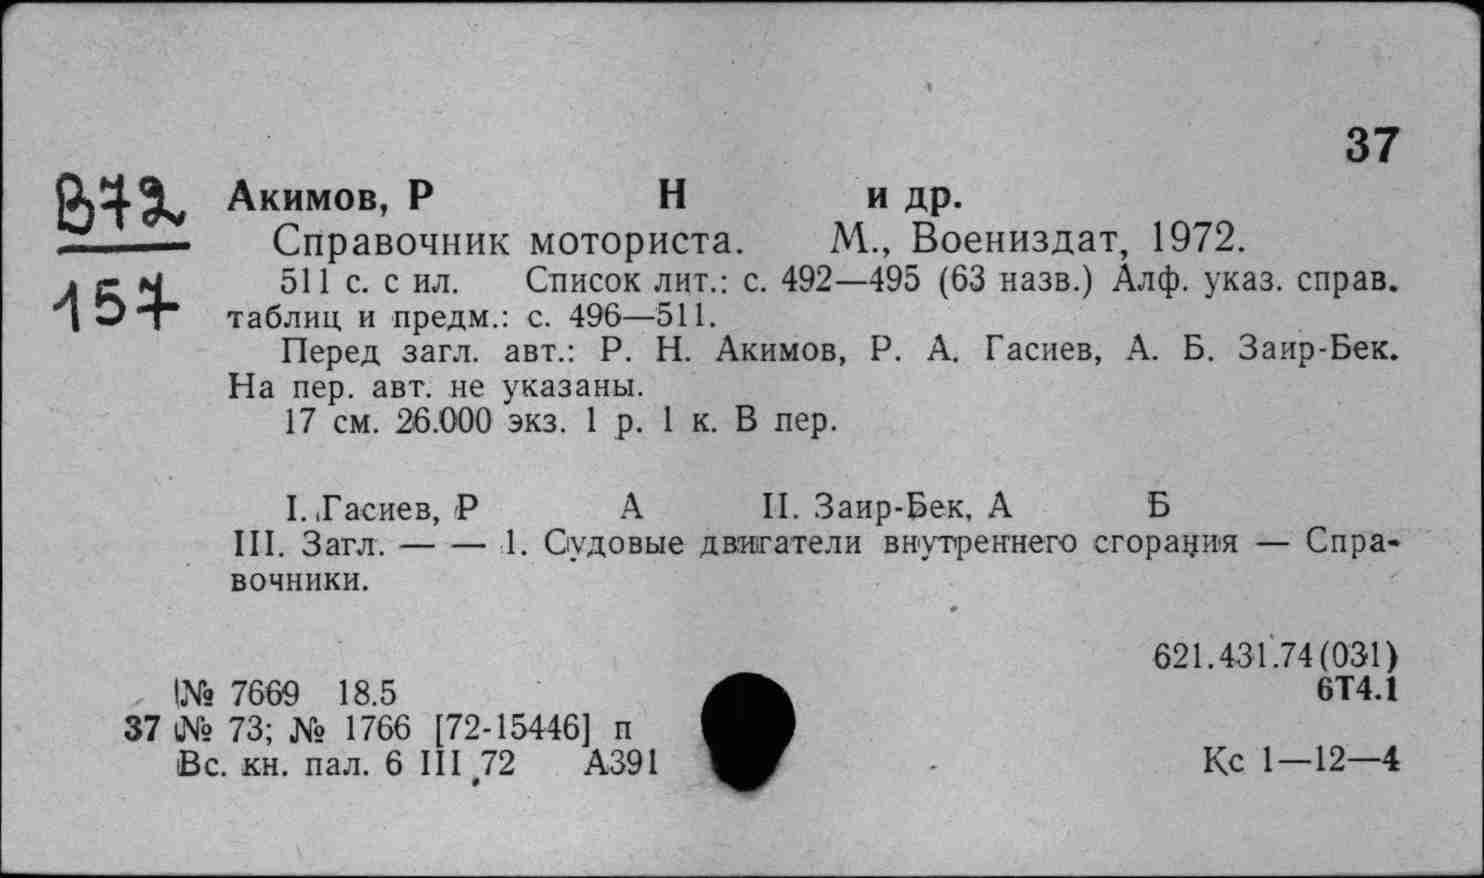 37
В72
157
Акимов, Р Н и др.
Справочник моториста. М., Воениздат, 1972.
511 с. с ил. Список лит.: с. 492—495 (63 назв.) Алф. указ. справ.
таблиц и предм.: с. 496—511.
Перед загл. авт.: Р. Н. Акимов, Р. А. Гасиев, А. Б. Заир-Бек.
На пер. авт. не указаны.
17 см. 26.000 экз. 1 р. 1 к. В пер.
I. Гасиев, Р А II. Заир-Бек, А Б
III. Загл. — — 1. Судовые двигатели внутреннего сгорания — Спра-
вочники.
621.431.74(031)
№ 7669 18.5 6Т4.1
37 № 73; № 1766 [72-15446] п
Вс. кн. пал. 6 III 72 А391 Кс 1—12—4